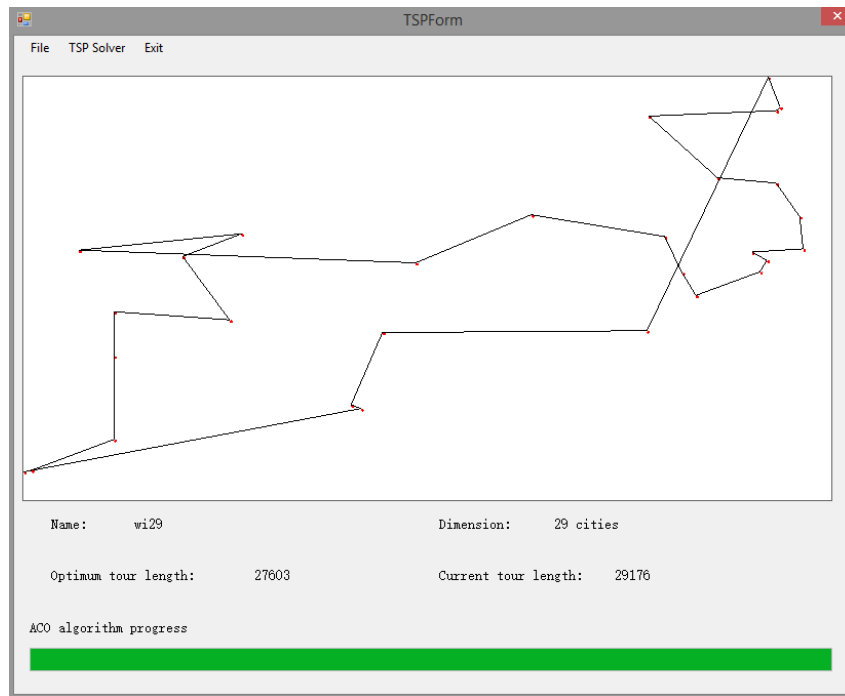 TSPForm
File TSP Solver Exit
Name: wi29 Dimension: 29 cities
Optimum tour length: 27603 Current tour length: 29176
ACO algorithm progress